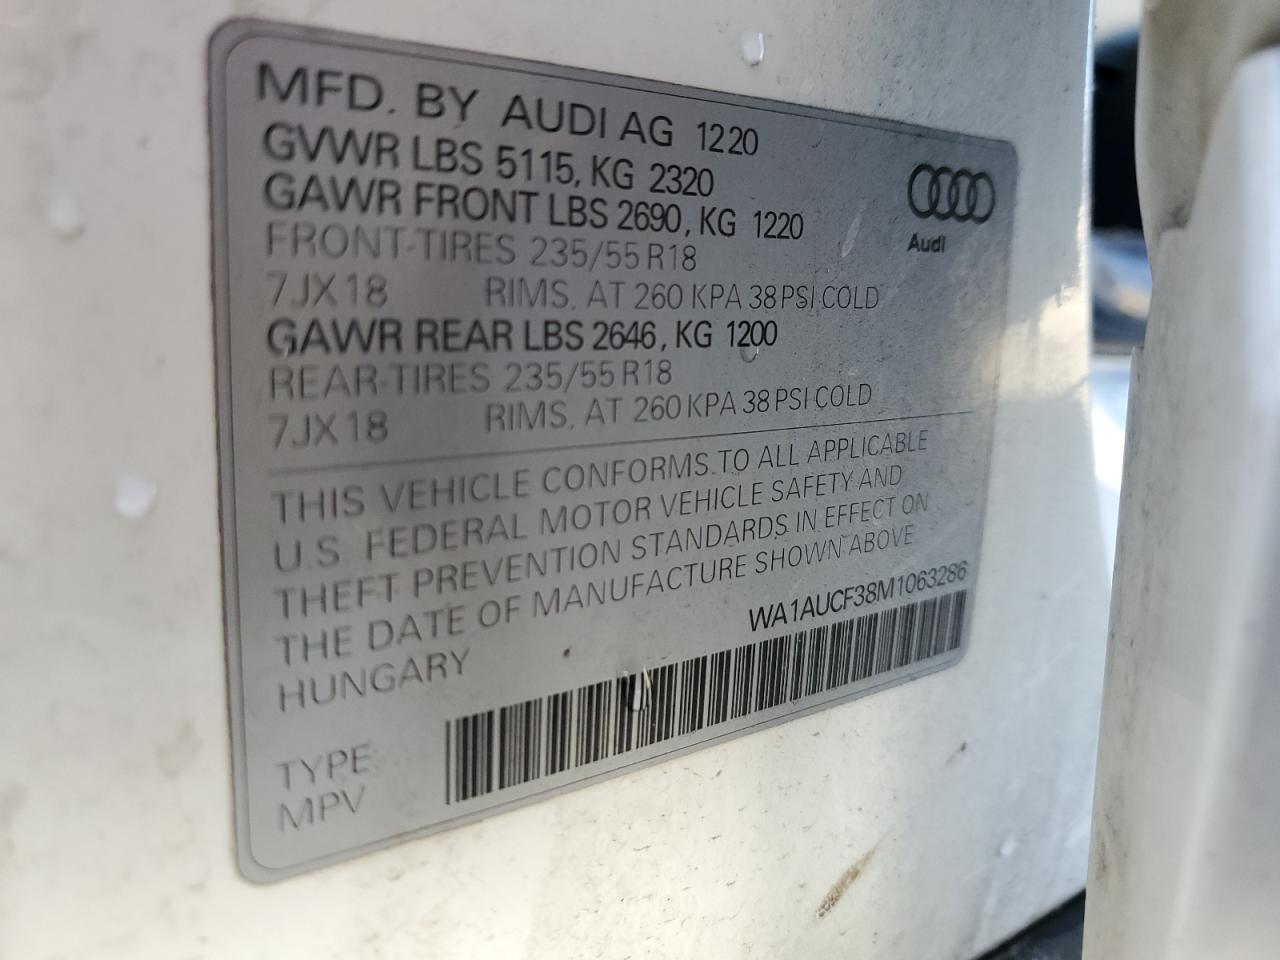 MFD. BY AUDI AG 1220
GVWR LBS 5115, KG 2320
GAWR FRONT LBS 2690, KG 1220
FRONT-TIRES 235/55 R18
7JX18 RIMS, AT 260 KPA 38 PSI COLD
GAWR REAR LBS 2646, KG 1200
REAR-TIRES 235/55 R18
7JX18 RIMS, AT 260 KPA 38 PSI COLD
Audi
THIS VEHICLE CONFORMS TO ALL APPLICABLE
U.S. FEDERAL MOTOR VEHICLE SAFETY AND
THEFT PREVENTION STANDARDS IN EFFECT ON
THE DATE OF MANUFACTURE SHOWN ABOVE
HUNGARY
WA1AUCF38M1063286
TYPE:
MPV